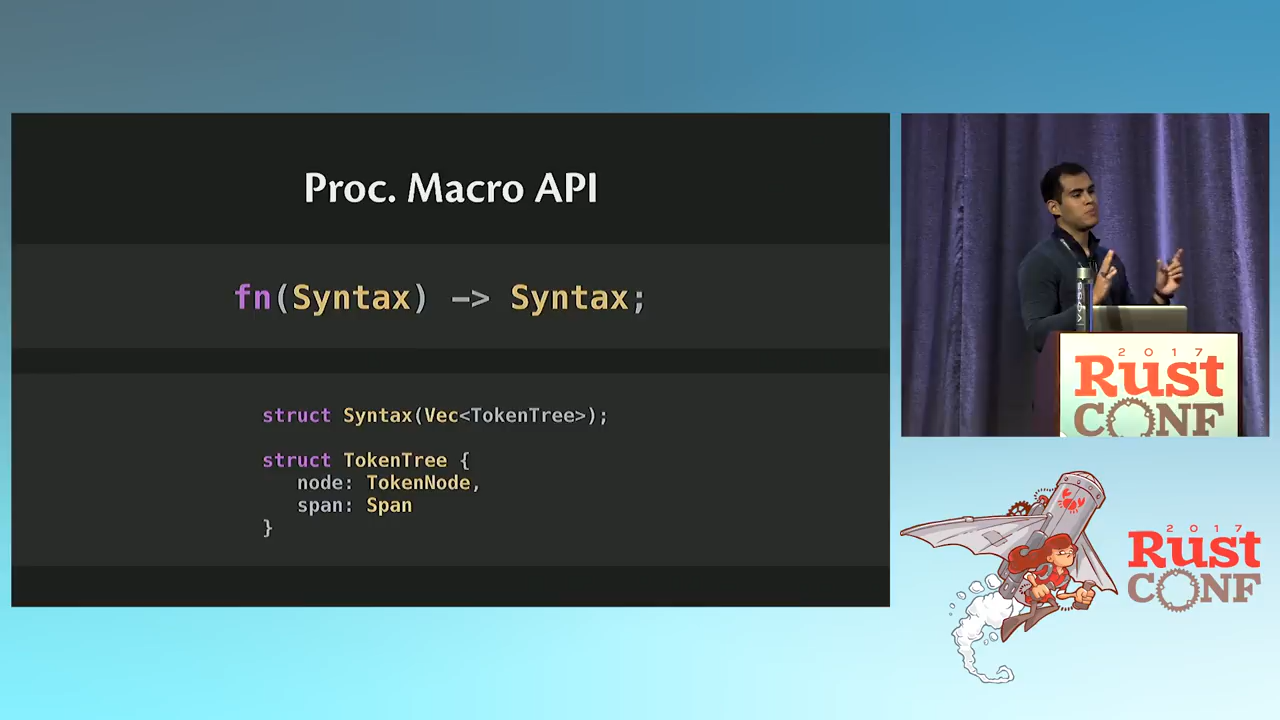 Proc. Macro API
fn(Syntax) -> Syntax;
struct Syntax(Vec<TokenTree>);
struct TokenTree {
node: TokenNode,
span: Span
}
VOSS
2017
Rust
CONF
2017
Rust
CONF